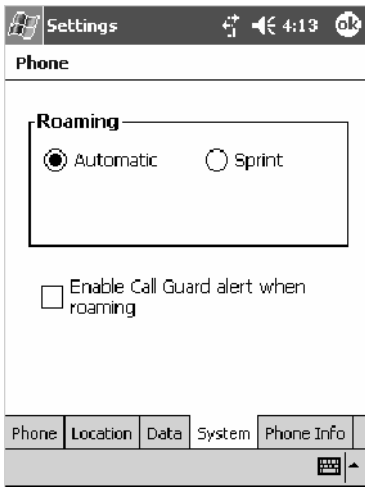 Settings 4:13 ok
Phone
Roaming
Automatic Sprint
Enable Call Guard alert when
roaming
Phone Location Data System Phone Info